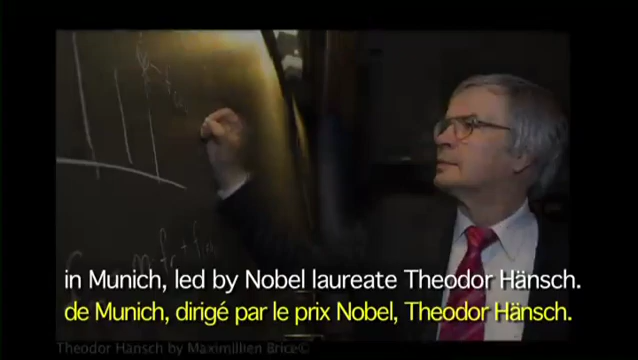 in Munich, led by Nobel laureate Theodor Hänsch.
de Munich, dirigé par le prix Nobel, Theodor Hänsch.
Theodor Hänsch by Maximillien Brice©